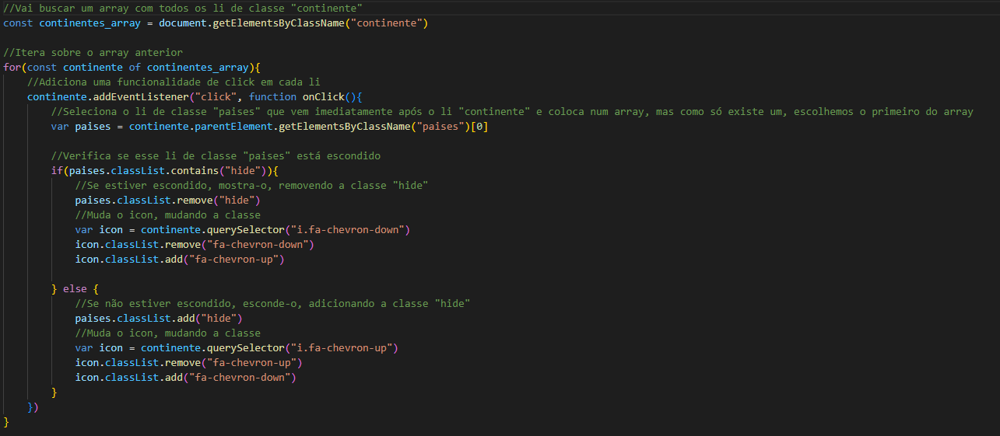 //Vai buscar um array com todos os li de classe "continente"
const continentes_array = document.getElementsByClassName("continente")
//Itera sobre o array anterior
for(const continente of continentes_array){
//Adiciona uma funcionalidade de click em cada li
continente.addEventListener("click", function onClick(){
//Seleciona o li de classe "paises" que vem imediatamente após o li "continente" e coloca num array, mas como só existe um, escolhemos o primeiro do array
var paises = continente.parentElement.getElementsByClassName("paises")[0]
//Verifica se esse li de classe "paises" está escondido
if(paises.classList.contains("hide")){
//Se estiver escondido, mostra-o, removendo a classe "hide"
paises.classList.remove("hide")
//Muda o icon, mudando a classe
var icon = continente.querySelector("i.fa-chevron-down")
icon.classList.remove("fa-chevron-down")
icon.classList.add("fa-chevron-up")
} else {
//Se não estiver escondido, esconde-o, adicionando a classe "hide"
paises.classList.add("hide")
//Muda o icon, mudando a classe
var icon = continente.querySelector("i.fa-chevron-up")
icon.classList.remove("fa-chevron-up")
icon.classList.add("fa-chevron-down")
}
})
}